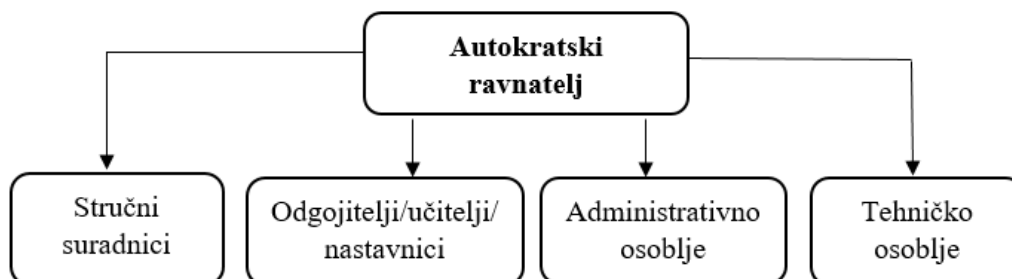 Autokratski
ravnatelj
Stručni
suradnici
Odgojitelji/učitelji/
nastavnici
Administrativno
osoblje
Tehničko
osoblje